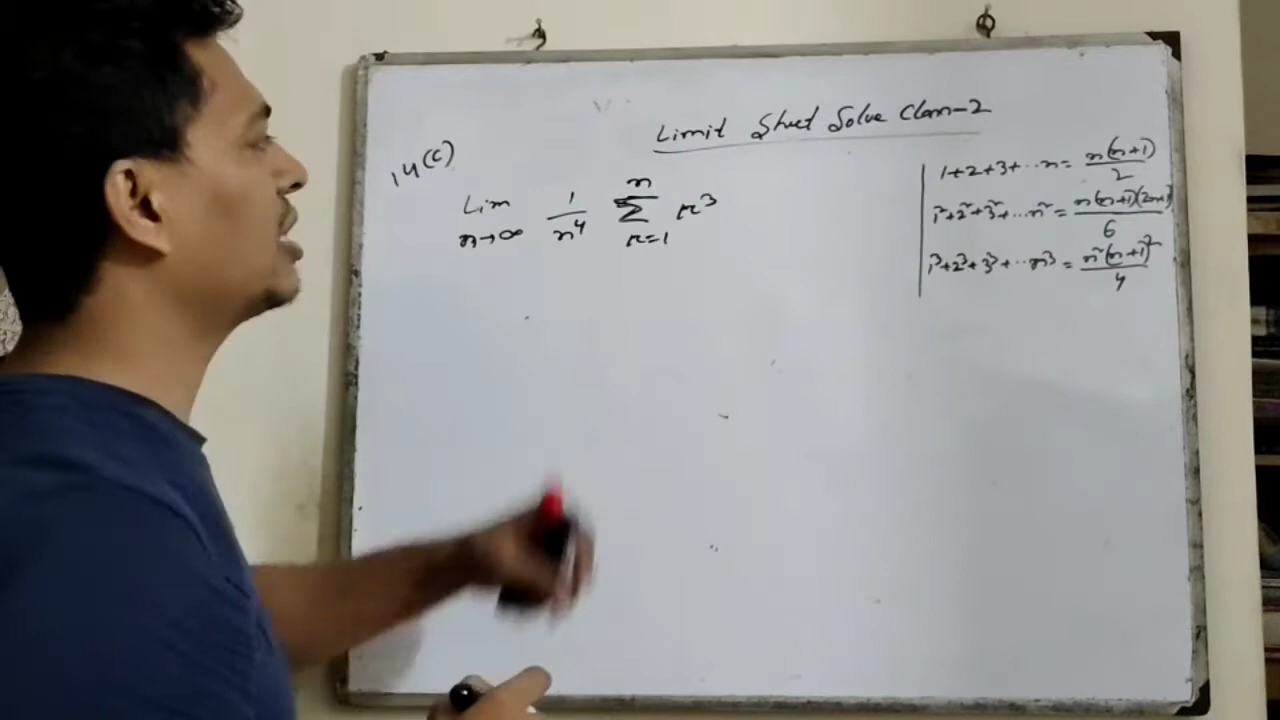 Limit Sheet Solve Class-2
14(c)
Lim n→∞ 1/n⁴ Σ r=1 n r³
1+2+3+...n = n(n+1)/2
1²+2²+3²+...n² = n(n+1)(2n+1)/6
1³+2³+3³+...n³ = n²(n+1)²/4